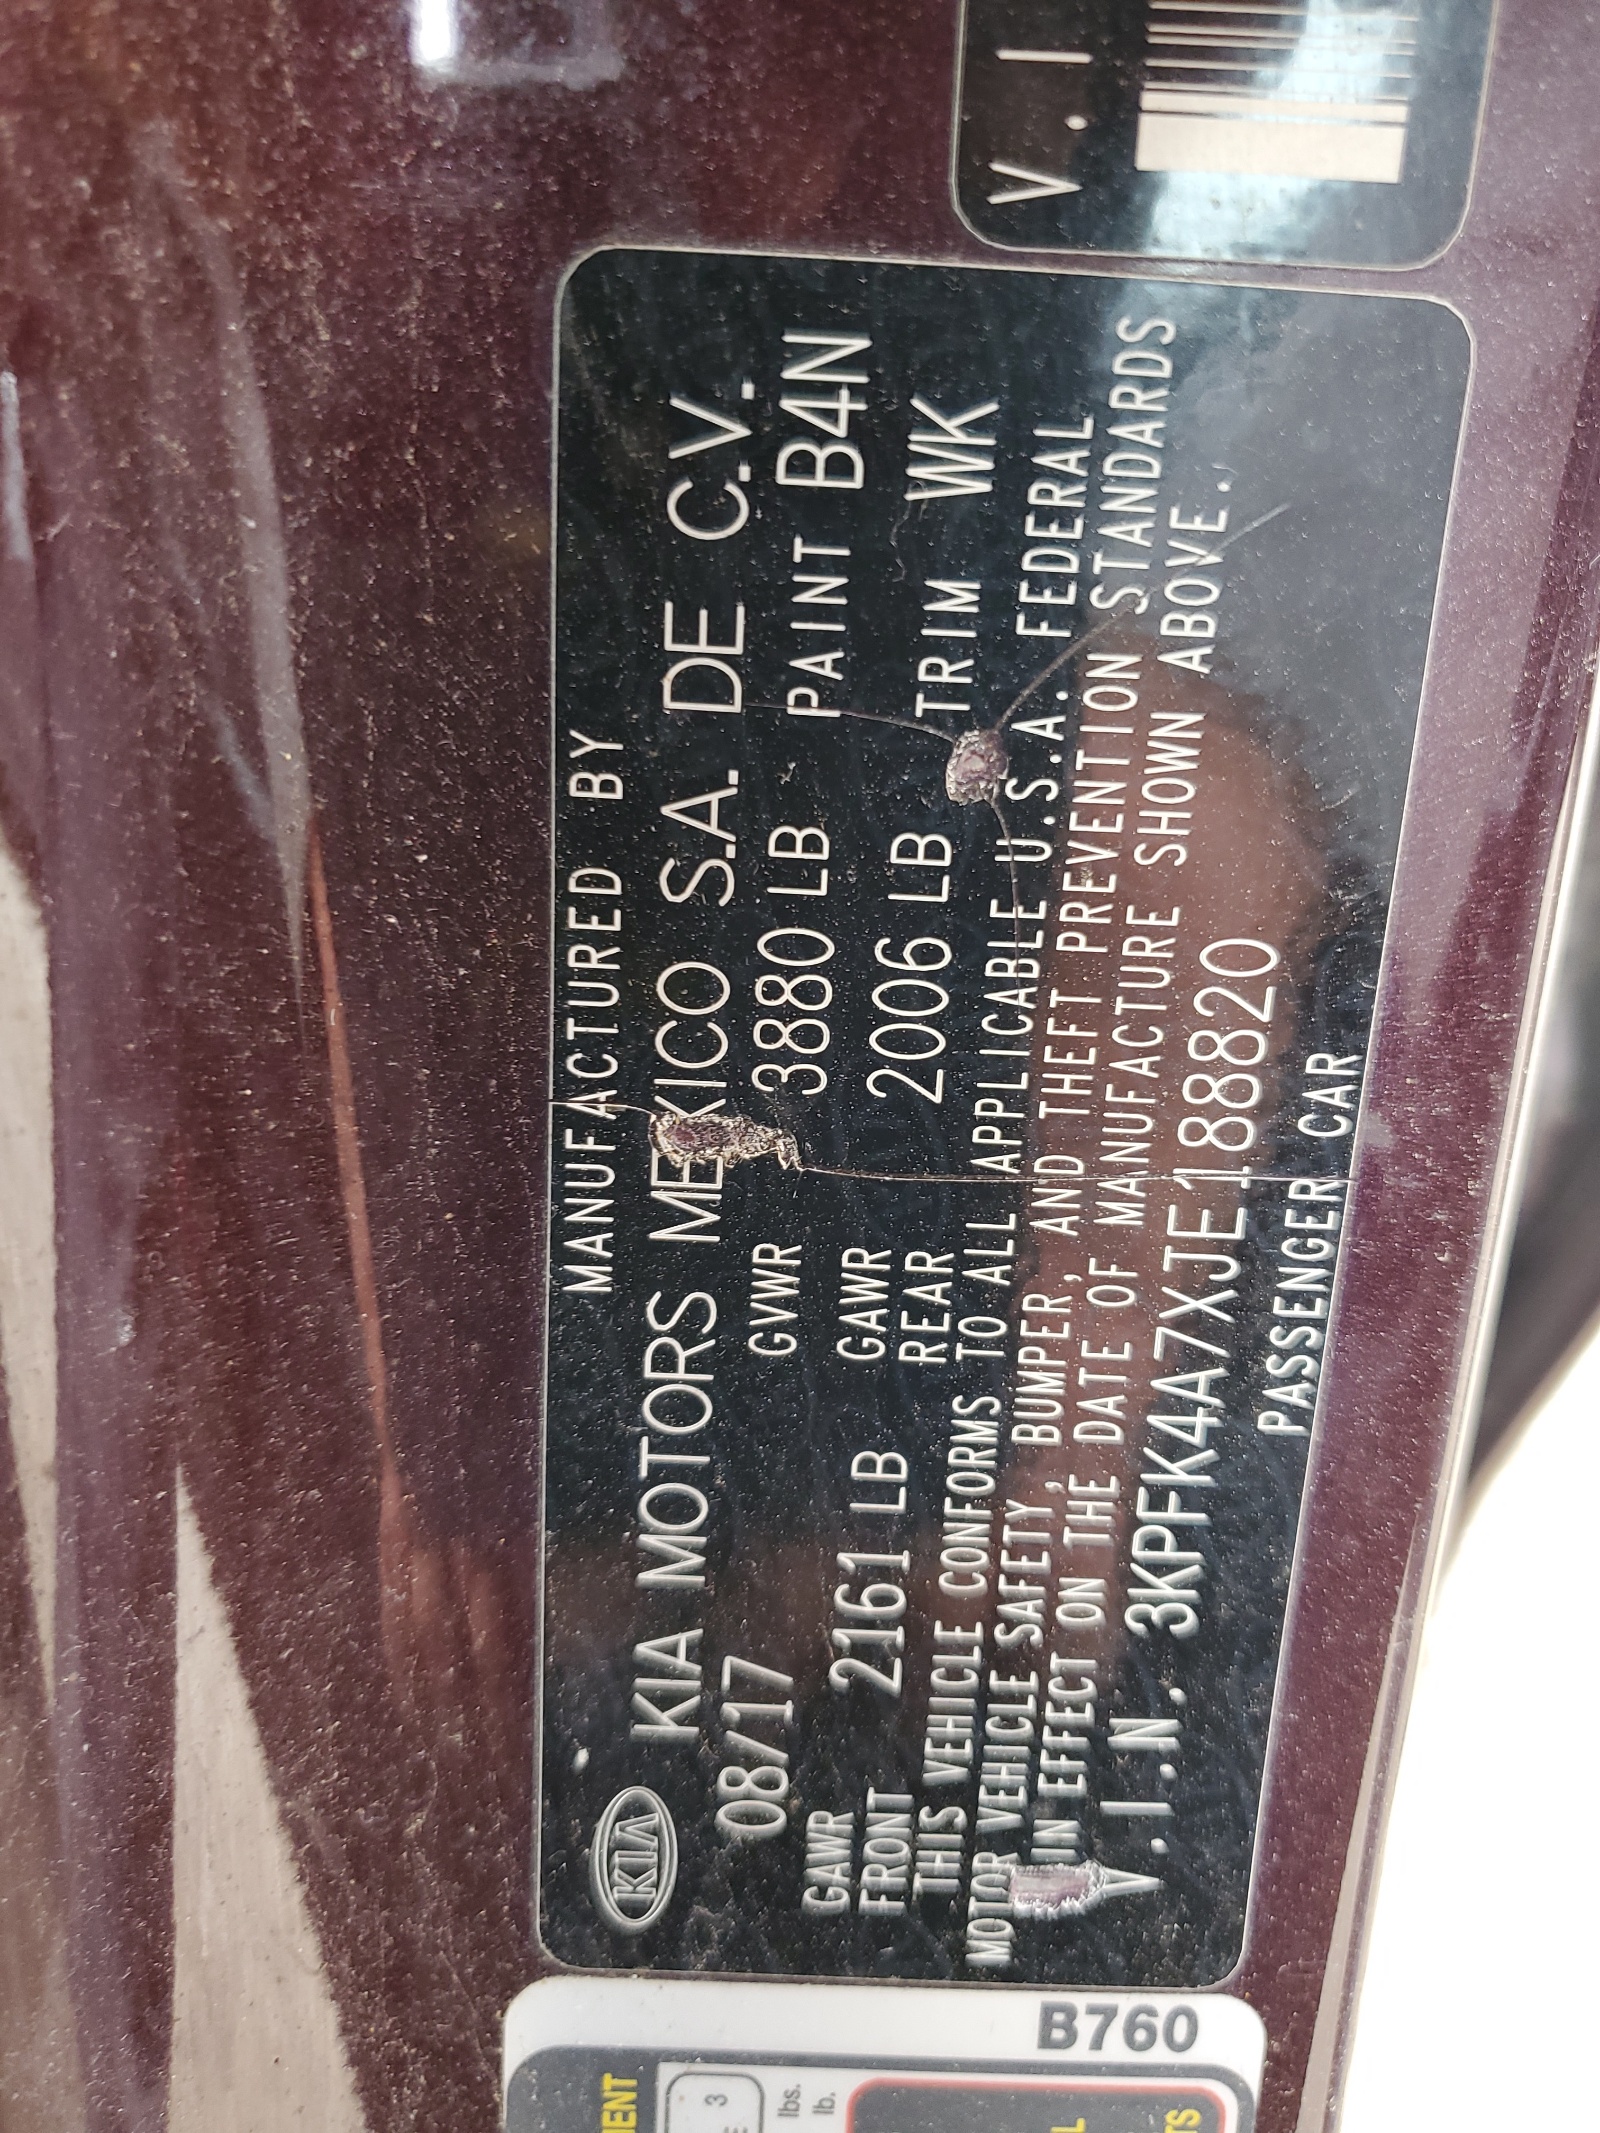 MANUFACTURED BY
KIA KIA MOTORS MEXICO S.A. DE C.V.
08/17 GVWR 3880 LB PAINT B4N
GAWR FRONT 2161 LB GAWR REAR 2006 LB TRIM WK
THIS VEHICLE CONFORMS TO ALL APPLICABLE U.S.A. FEDERAL
MOTOR VEHICLE SAFETY, BUMPER, AND THEFT PREVENTION STANDARDS
IN EFFECT ON THE DATE OF MANUFACTURE SHOWN ABOVE.
V.I.N. 3KPFK4A7XJE188820
PASSENGER CAR
V.I
B760
3
lbs.
lb.